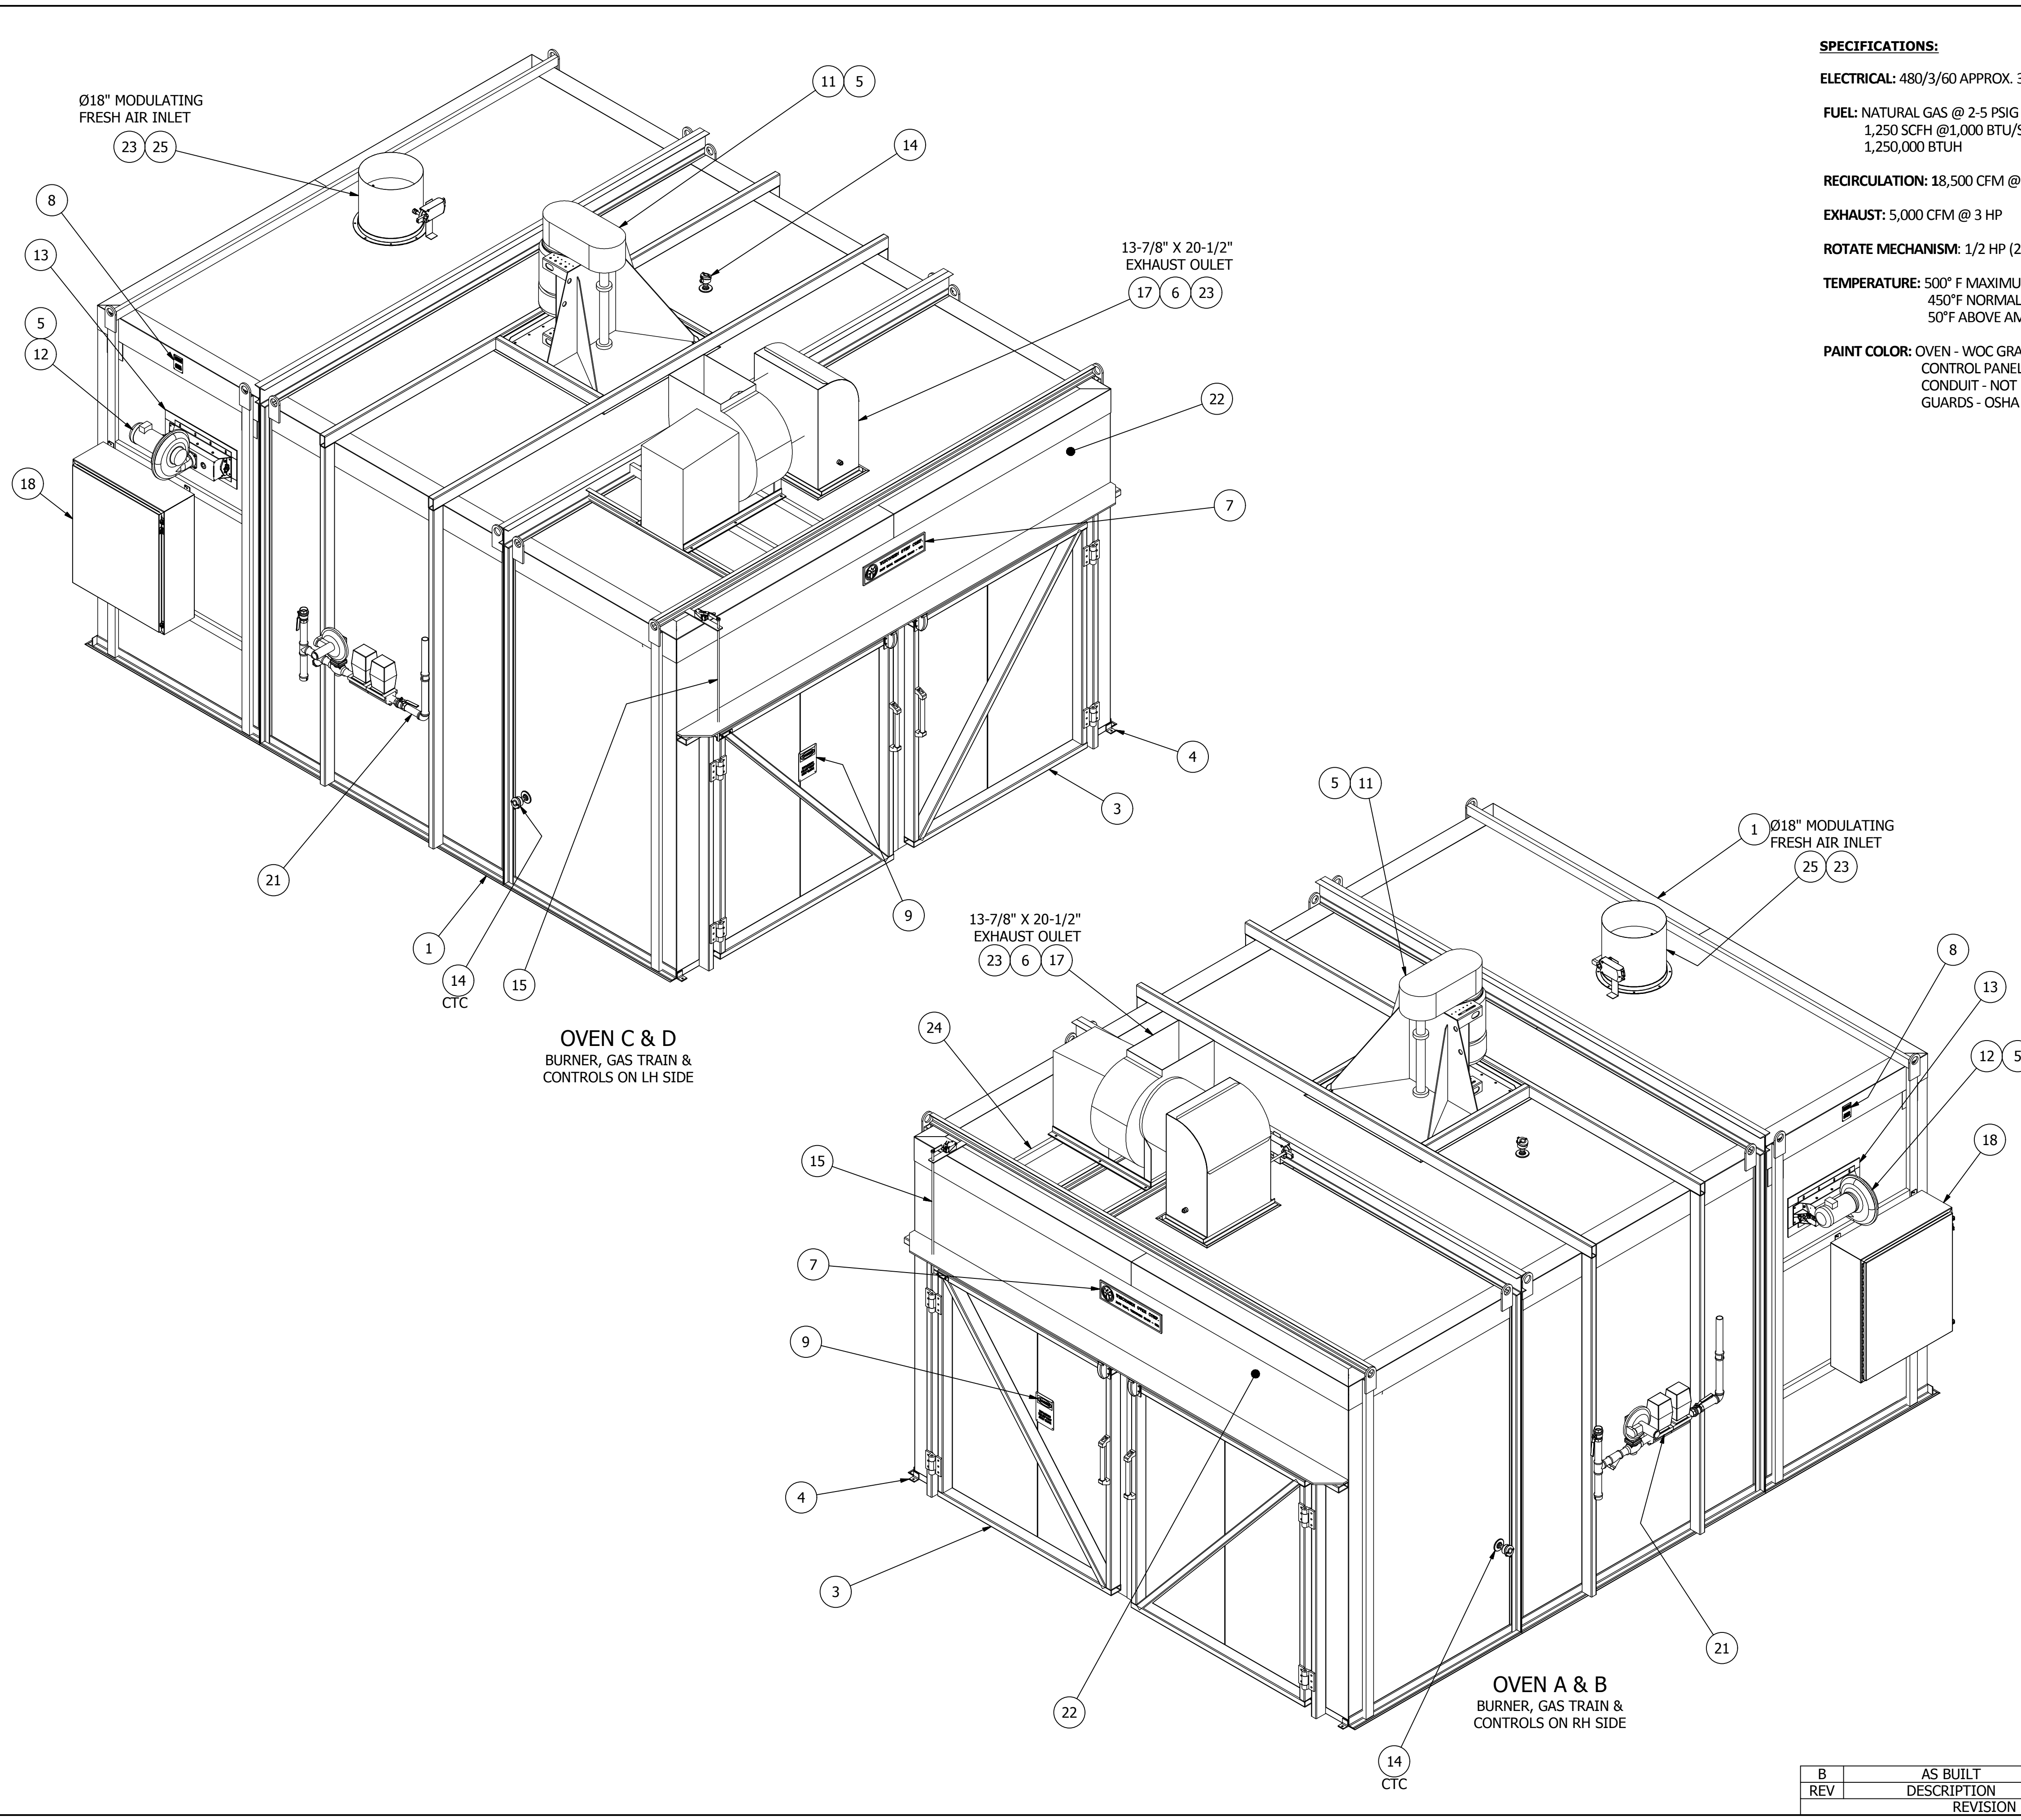 SPECIFICATIONS:
ELECTRICAL: 480/3/60 APPROX. 3
FUEL: NATURAL GAS @ 2-5 PSIG
1,250 SCFH @1,000 BTU/S
1,250,000 BTUH
RECIRCULATION: 18,500 CFM @
EXHAUST: 5,000 CFM @ 3 HP
ROTATE MECHANISM: 1/2 HP (2
TEMPERATURE: 500° F MAXIMU
450°F NORMAL
50°F ABOVE AM
PAINT COLOR: OVEN - WOC GRA
CONTROL PANEL
CONDUIT - NOT
GUARDS - OSHA
Ø18" MODULATING
FRESH AIR INLET
23 25
11 5
14
8
13
5
12
18
13-7/8" X 20-1/2"
EXHAUST OULET
17 6 23
22
7
4
3
9
21
1
14
CTC
15
OVEN C & D
BURNER, GAS TRAIN &
CONTROLS ON LH SIDE
5 11
1
Ø18" MODULATING
FRESH AIR INLET
25 23
13-7/8" X 20-1/2"
EXHAUST OULET
23 6 17
8
13
12 5
18
24
15
7
9
4
3
22
21
14
CTC
OVEN A & B
BURNER, GAS TRAIN &
CONTROLS ON RH SIDE
B AS BUILT
REV DESCRIPTION
REVISION